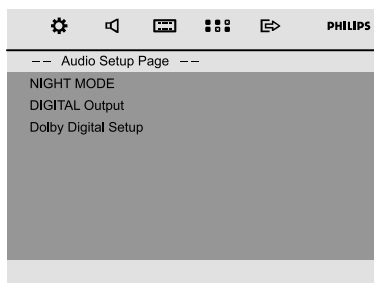 PHILIPS
-- Audio Setup Page --
NIGHT MODE
DIGITAL Output
Dolby Digital Setup